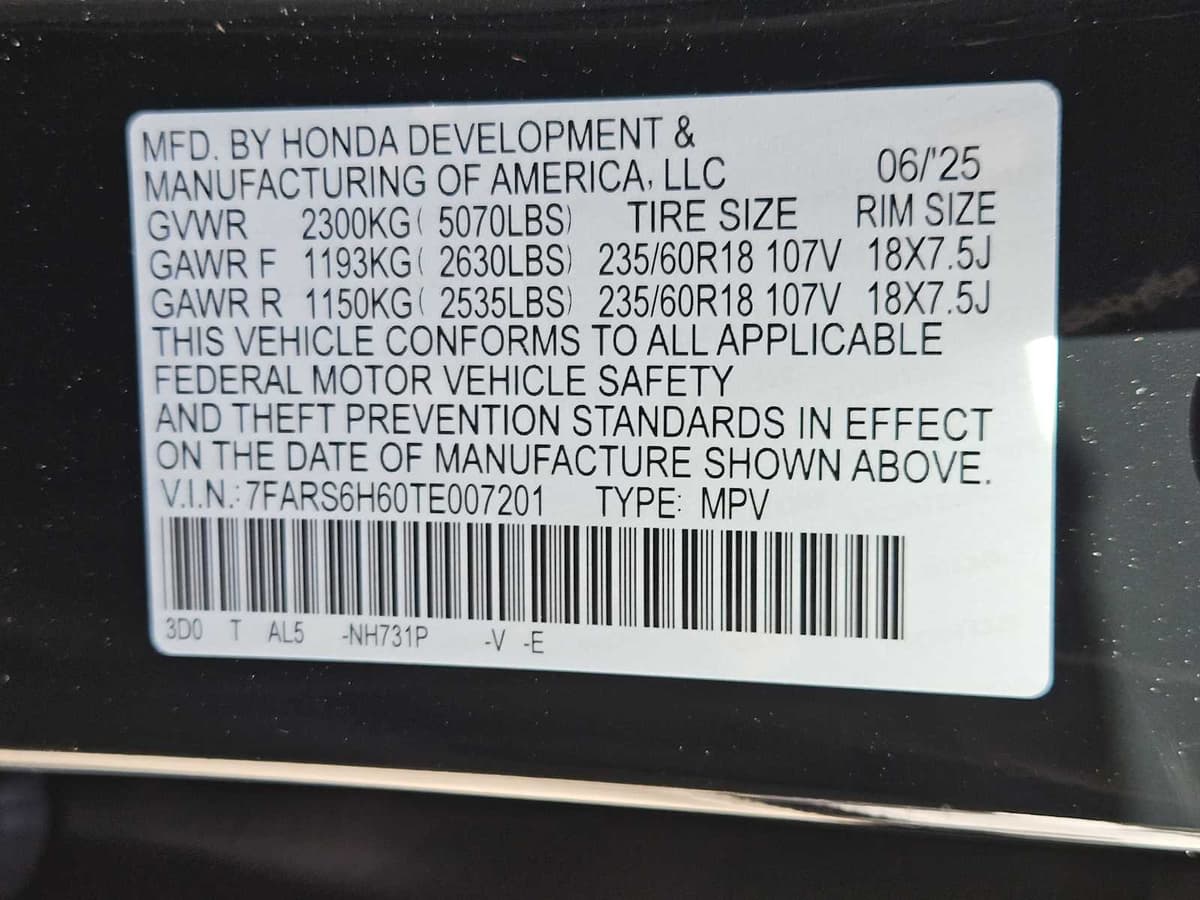 MFD. BY HONDA DEVELOPMENT &
MANUFACTURING OF AMERICA, LLC 06/'25
GVWR 2300KG( 5070LBS) TIRE SIZE RIM SIZE
GAWR F 1193KG( 2630LBS) 235/60R18 107V 18X7.5J
GAWR R 1150KG( 2535LBS) 235/60R18 107V 18X7.5J
THIS VEHICLE CONFORMS TO ALL APPLICABLE
FEDERAL MOTOR VEHICLE SAFETY
AND THEFT PREVENTION STANDARDS IN EFFECT
ON THE DATE OF MANUFACTURE SHOWN ABOVE.
V.I.N.: 7FARS6H60TE007201 TYPE: MPV
3D0 T AL5 -NH731P -V -E